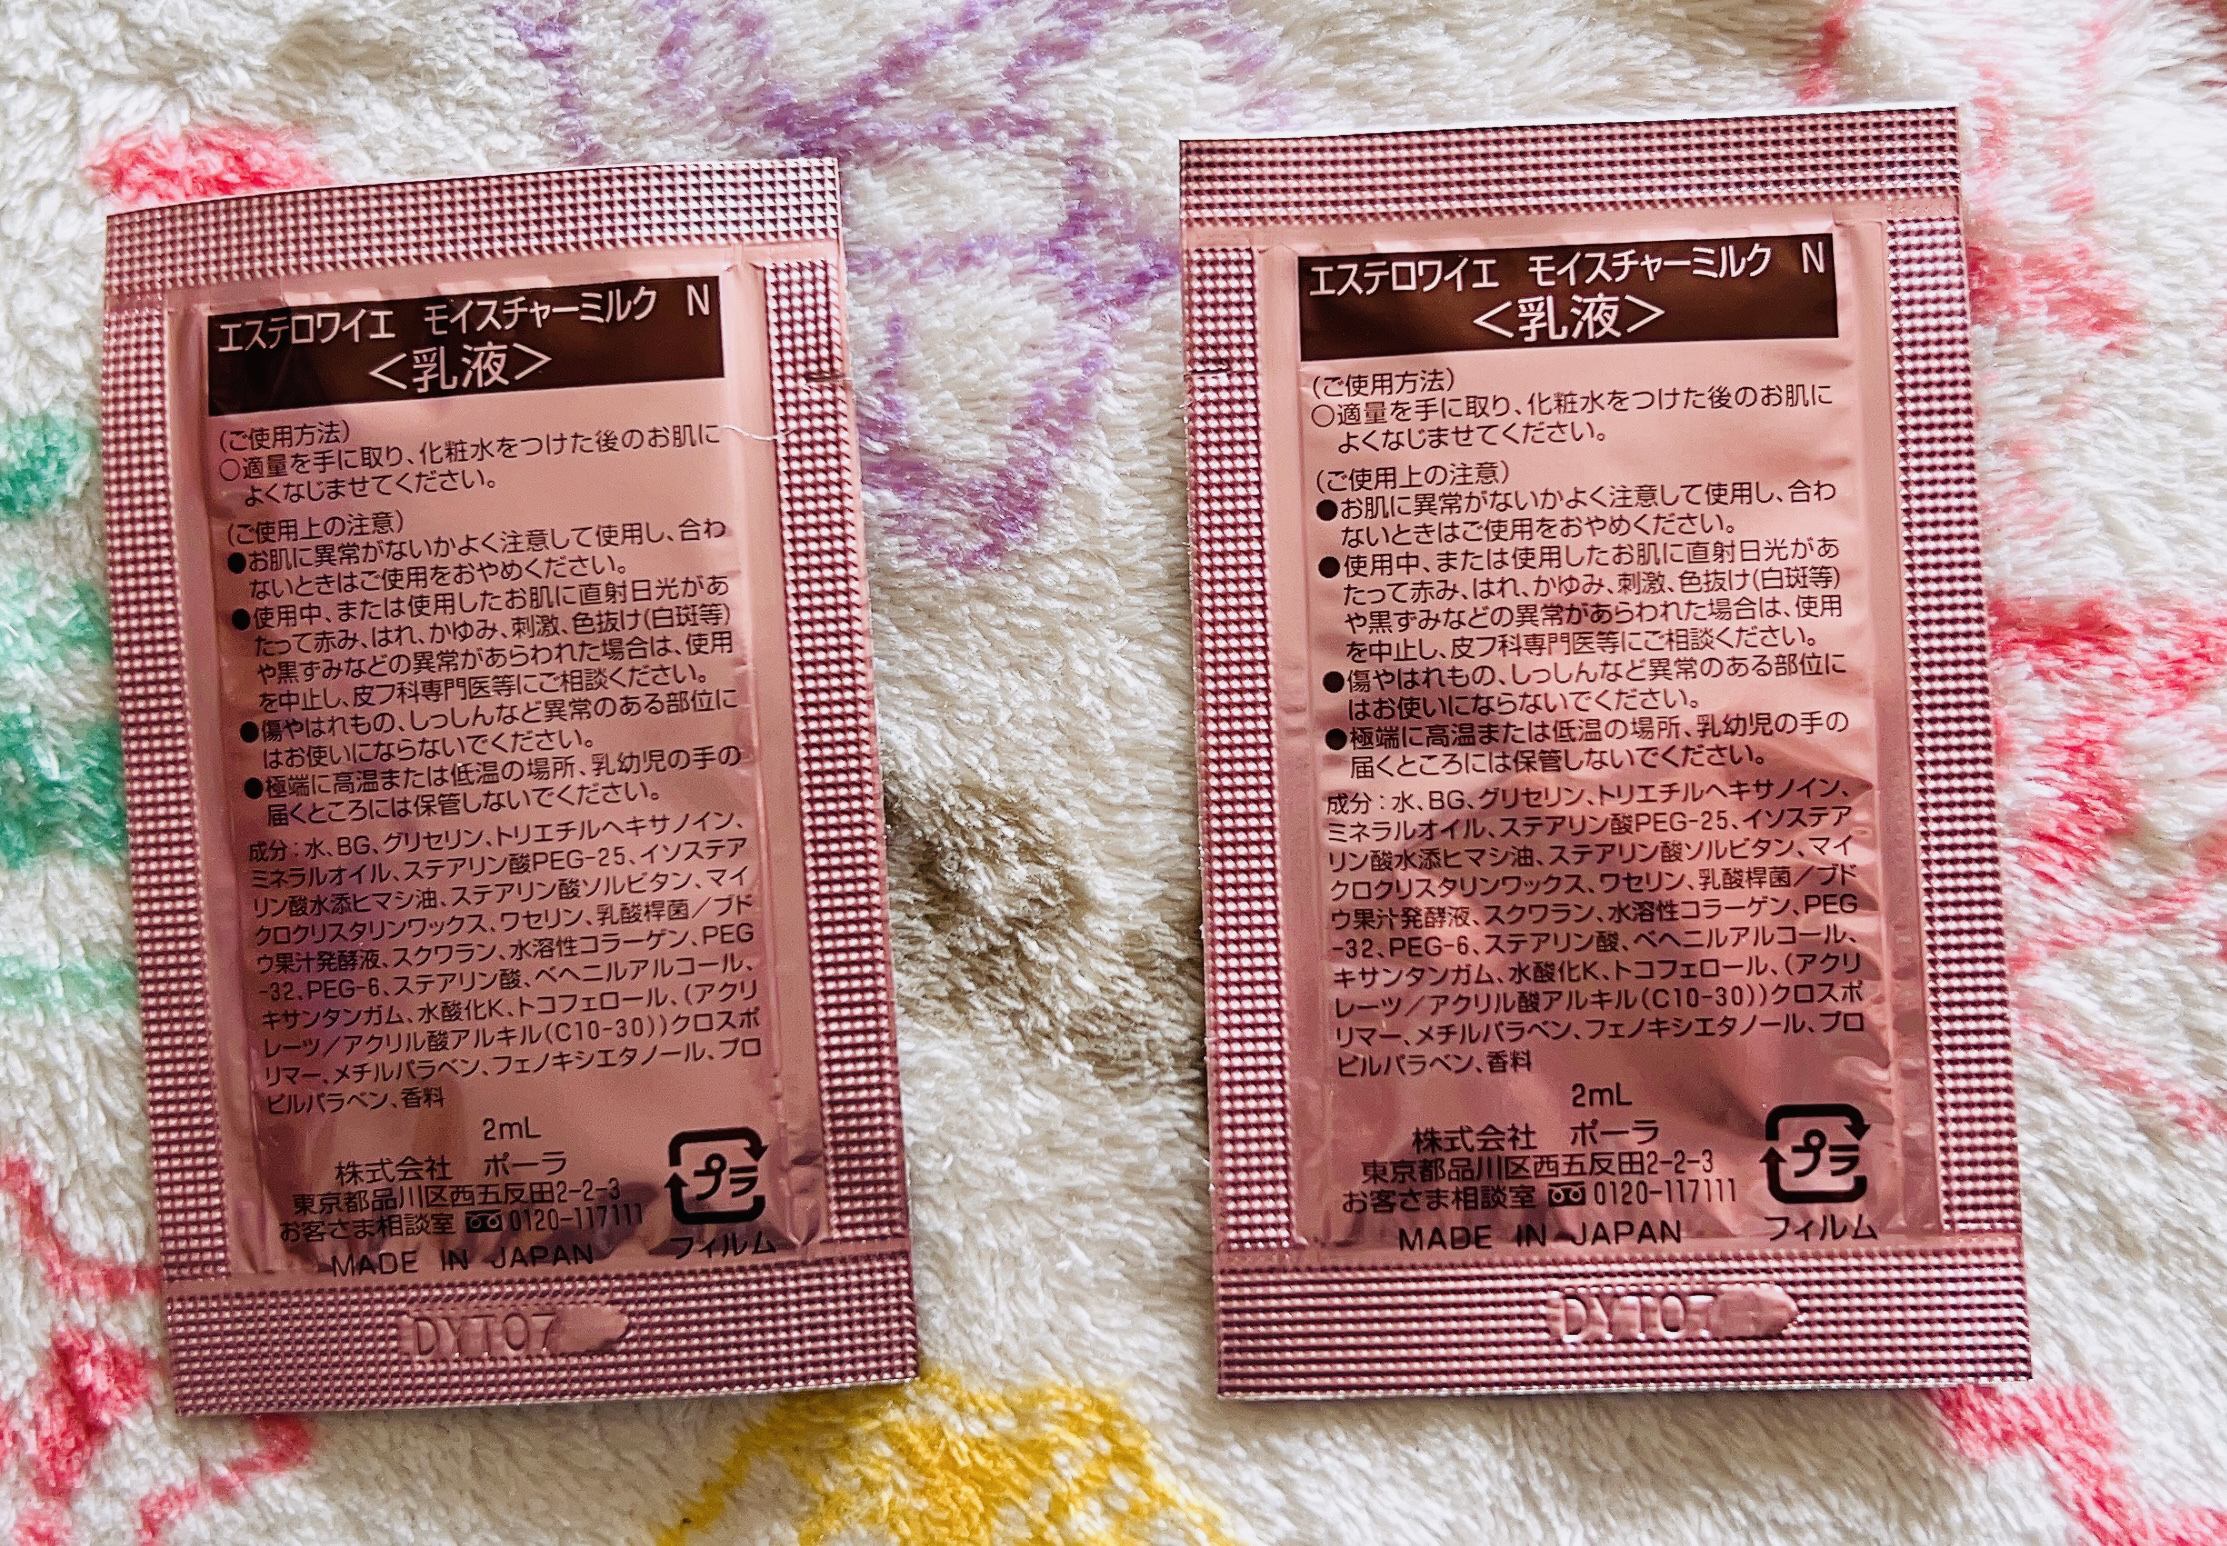 エステロワイエ モイスチャーミルク N
＜乳液＞
(ご使用方法)
○適量を手に取り、化粧水をつけた後のお肌に
よくなじませてください。
(ご使用上の注意)
●お肌に異常がないかよく注意して使用し、合わ
ないときはご使用をおやめください。
●使用中、または使用したお肌に直射日光があ
たって赤み、はれ、かゆみ、刺激、色抜け(白斑等)
や黒ずみなどの異常があらわれた場合は、使用
を中止し、皮フ科専門医等にご相談ください。
●傷やはれもの、しっしんなど異常のある部位に
はお使いにならないでください。
●極端に高温または低温の場所、乳幼児の手の
届くところには保管しないでください。
成分：水、BG、グリセリン、トリエチルヘキサノイン、
ミネラルオイル、ステアリン酸PEG-25、イソステア
リン酸水添ヒマシ油、ステアリン酸ソルビタン、マイ
クロクリスタリンワックス、ワセリン、乳酸桿菌／ブド
ウ果汁発酵液、スクワラン、水溶性コラーゲン、PEG
-32、PEG-6、ステアリン酸、ベヘニルアルコール、
キサンタンガム、水酸化K、トコフェロール、(アクリ
レーツ／アクリル酸アルキル(C10-30))クロスポ
リマー、メチルパラベン、フェノキシエタノール、プロ
ピルパラベン、香料
2mL
株式会社 ポーラ
東京都品川区西五反田2-2-3
お客さま相談室 0120-117111
MADE IN JAPAN
プラ
フィルム
DYT07
エステロワイエ モイスチャーミルク N
＜乳液＞
(ご使用方法)
○適量を手に取り、化粧水をつけた後のお肌に
よくなじませてください。
(ご使用上の注意)
●お肌に異常がないかよく注意して使用し、合わ
ないときはご使用をおやめください。
●使用中、または使用したお肌に直射日光があ
たって赤み、はれ、かゆみ、刺激、色抜け(白斑等)
や黒ずみなどの異常があらわれた場合は、使用
を中止し、皮フ科専門医等にご相談ください。
●傷やはれもの、しっしんなど異常のある部位に
はお使いにならないでください。
●極端に高温または低温の場所、乳幼児の手の
届くところには保管しないでください。
成分：水、BG、グリセリン、トリエチルヘキサノイン、
ミネラルオイル、ステアリン酸PEG-25、イソステア
リン酸水添ヒマシ油、ステアリン酸ソルビタン、マイ
クロクリスタリンワックス、ワセリン、乳酸桿菌／ブド
ウ果汁発酵液、スクワラン、水溶性コラーゲン、PEG
-32、PEG-6、ステアリン酸、ベヘニルアルコール、
キサンタンガム、水酸化K、トコフェロール、(アクリ
レーツ／アクリル酸アルキル(C10-30))クロスポ
リマー、メチルパラベン、フェノキシエタノール、プロ
ピルパラベン、香料
2mL
株式会社 ポーラ
東京都品川区西五反田2-2-3
お客さま相談室 0120-117111
MADE IN JAPAN
プラ
フィルム
DYT07